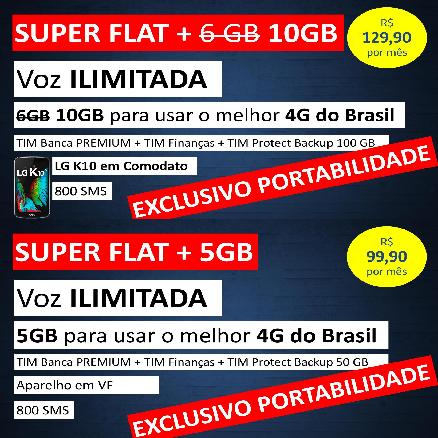 SUPER FLAT + 6 GB 10GB
R$
129,90
por mês
Voz ILIMITADA
6GB 10GB para usar o melhor 4G do Brasil
TIM Banca PREMIUM + TIM Finanças + TIM Protect Backup 100 GB
LG K10
LG K10 em Comodato
800 SMS
EXCLUSIVO PORTABILIDADE
SUPER FLAT + 5GB
R$
99,90
por mês
Voz ILIMITADA
5GB para usar o melhor 4G do Brasil
TIM Banca PREMIUM + TIM Finanças + TIM Protect Backup 50 GB
Aparelho em VF
800 SMS
EXCLUSIVO PORTABILIDADE